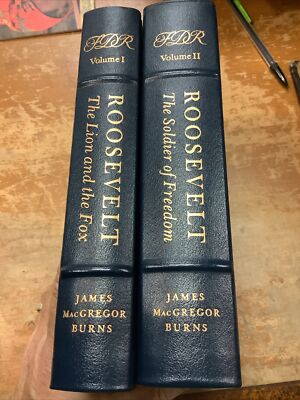 FDR
Volume I
ROOSEVELT
The Lion and the Fox
JAMES
MACGREGOR
BURNS
FDR
Volume II
ROOSEVELT
The Soldier of Freedom
JAMES
MACGREGOR
BURNS